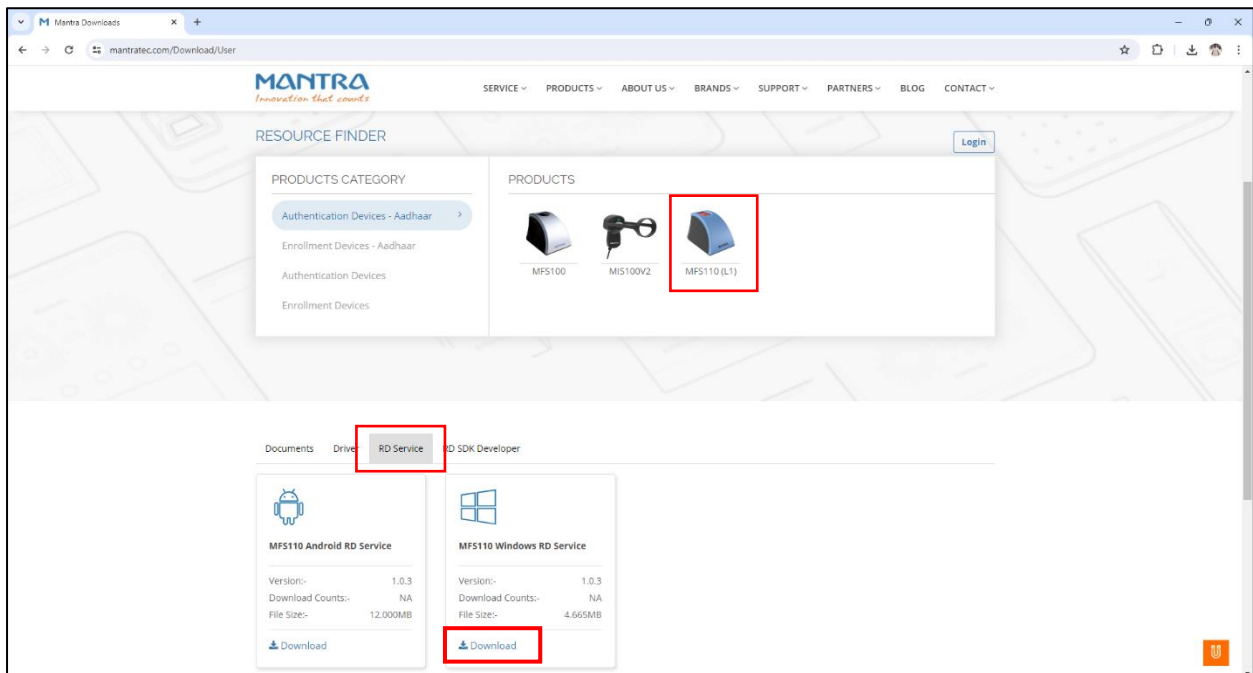 Mantra Downloads
mantratec.com/Download/User
MANTRA
Innovation that counts
SERVICE PRODUCTS ABOUT US BRANDS SUPPORT PARTNERS BLOG CONTACT
RESOURCE FINDER
Login
PRODUCTS CATEGORY
Authentication Devices - Aadhaar
Enrollment Devices - Aadhaar
Authentication Devices
Enrollment Devices
PRODUCTS
MFS100 MIS100V2 MFS110 (L1)
Documents Driver RD Service RD SDK Developer
MFS110 Android RD Service
Version:- 1.0.3
Download Counts:- NA
File Size:- 12.000MB
Download
MFS110 Windows RD Service
Version:- 1.0.3
Download Counts:- NA
File Size:- 4.665MB
Download